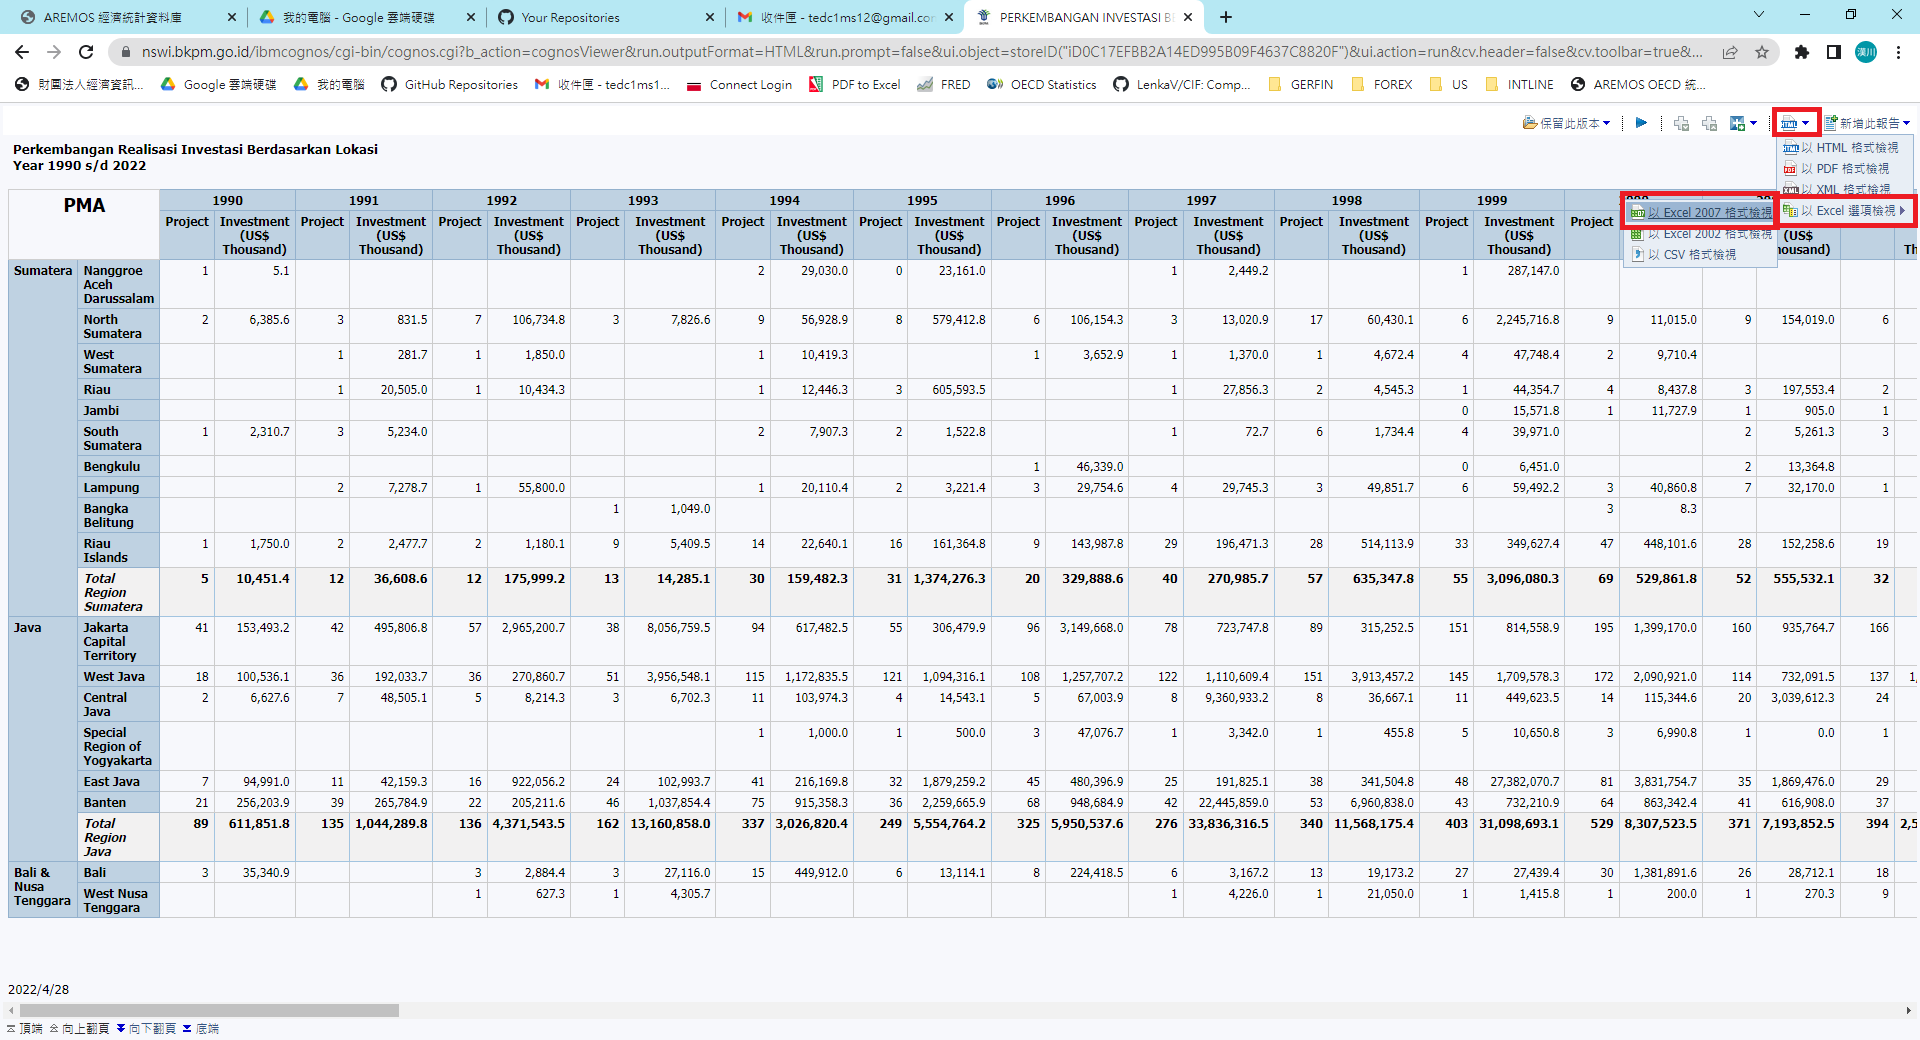 AREMOS 經濟統計資料庫
我的電腦 - Google 雲端硬碟
Your Repositories
收件匣 - tedc1ms12@gmail.co
PERKEMBANGAN INVESTASI B
nswi.bkpm.go.id/ibmcognos/cgi-bin/cognos.cgi?b_action=cognosViewer&run.outputFormat=HTML&run.prompt=false&ui.object=storeID("iD0C17EFBB2A14ED995B09F4637C8820F")&ui.action=run&cv.header=false&cv.toolbar=true&...
財團法人經濟資訊... Google 雲端硬碟 我的電腦 GitHub Repositories 收件匣 - tedc1ms1... Connect Login PDF to Excel FRED OECD Statistics LenkaV/CIF: Comp... GERFIN FOREX US INTLINE AREMOS OECD 統...
保留此版本 新增此報告
以 HTML 格式檢視
以 PDF 格式檢視
以 XML 格式檢視
以 Excel 選項檢視
以 Excel 2007 格式檢視
以 Excel 2002 格式檢視
以 CSV 格式檢視
Perkembangan Realisasi Investasi Berdasarkan Lokasi
Year 1990 s/d 2022
PMA 1990 1991 1992 1993 1994 1995 1996 1997 1998 1999
Project Investment (US$ Thousand) Project Investment (US$ Thousand) Project Investment (US$ Thousand) Project Investment (US$ Thousand) Project Investment (US$ Thousand) Project Investment (US$ Thousand) Project Investment (US$ Thousand) Project Investment (US$ Thousand) Project Investment (US$ Thousand) Project Investment (US$ Thousand) Project (US$ housand) Th
Sumatera Nanggroe Aceh Darussalam 1 5.1 2 29,030.0 0 23,161.0 1 2,449.2 1 287,147.0
North Sumatera 2 6,385.6 3 831.5 7 106,734.8 3 7,826.6 9 56,928.9 8 579,412.8 6 106,154.3 3 13,020.9 17 60,430.1 6 2,245,716.8 9 11,015.0 9 154,019.0 6
West Sumatera 1 281.7 1 1,850.0 1 10,419.3 1 3,652.9 1 1,370.0 1 4,672.4 4 47,748.4 2 9,710.4
Riau 1 20,505.0 1 10,434.3 1 12,446.3 3 605,593.5 1 27,856.3 2 4,545.3 1 44,354.7 4 8,437.8 3 197,553.4 2
Jambi 0 15,571.8 1 11,727.9 1 905.0 1
South Sumatera 1 2,310.7 3 5,234.0 2 7,907.3 2 1,522.8 1 72.7 6 1,734.4 4 39,971.0 2 5,261.3 3
Bengkulu 1 46,339.0 0 6,451.0 2 13,364.8
Lampung 2 7,278.7 1 55,800.0 1 20,110.4 2 3,221.4 3 29,754.6 4 29,745.3 3 49,851.7 6 59,492.2 3 40,860.8 7 32,170.0 1
Bangka Belitung 1 1,049.0 3 8.3
Riau Islands 1 1,750.0 2 2,477.7 2 1,180.1 9 5,409.5 14 22,640.1 16 161,364.8 9 143,987.8 29 196,471.3 28 514,113.9 33 349,627.4 47 448,101.6 28 152,258.6 19
Total Region Sumatera 5 10,451.4 12 36,608.6 12 175,999.2 13 14,285.1 30 159,482.3 31 1,374,276.3 20 329,888.6 40 270,985.7 57 635,347.8 55 3,096,080.3 69 529,861.8 52 555,532.1 32
Java Jakarta Capital Territory 41 153,493.2 42 495,806.8 57 2,965,200.7 38 8,056,759.5 94 617,482.5 55 306,479.9 96 3,149,668.0 78 723,747.8 89 315,252.5 151 814,558.9 195 1,399,170.0 160 935,764.7 166
West Java 18 100,536.1 36 192,033.7 36 270,860.7 51 3,956,548.1 115 1,172,835.5 121 1,094,316.1 108 1,257,707.2 122 1,110,609.4 151 3,913,457.2 145 1,709,578.3 172 2,090,921.0 114 732,091.5 137 1,
Central Java 2 6,627.6 7 48,505.1 5 8,214.3 3 6,702.3 11 103,974.3 4 14,543.1 5 67,003.9 8 9,360,933.2 8 36,667.1 11 449,623.5 14 115,344.6 20 3,039,612.3 24
Special Region of Yogyakarta 1 1,000.0 1 500.0 3 47,076.7 1 3,342.0 1 455.8 5 10,650.8 3 6,990.8 1 0.0 1
East Java 7 94,991.0 11 42,159.3 16 922,056.2 24 102,993.7 41 216,169.8 32 1,879,259.2 45 480,396.9 25 191,825.1 38 341,504.8 48 27,382,070.7 81 3,831,754.7 35 1,869,476.0 29
Banten 21 256,203.9 39 265,784.9 22 205,211.6 46 1,037,854.4 75 915,358.3 36 2,259,665.9 68 948,684.9 42 22,445,859.0 53 6,960,838.0 43 732,210.9 64 863,342.4 41 616,908.0 37
Total Region Java 89 611,851.8 135 1,044,289.8 136 4,371,543.5 162 13,160,858.0 337 3,026,820.4 249 5,554,764.2 325 5,950,537.6 276 33,836,316.5 340 11,568,175.4 403 31,098,693.1 529 8,307,523.5 371 7,193,852.5 394 2,5
Bali & Nusa Tenggara Bali 3 35,340.9 3 2,884.4 3 27,116.0 15 449,912.0 6 13,114.1 8 224,418.5 6 3,167.2 13 19,173.2 27 27,439.4 30 1,381,891.6 26 28,712.1 18
West Nusa Tenggara 1 627.3 1 4,305.7 1 4,226.0 1 21,050.0 1 1,415.8 1 200.0 1 270.3 9
2022/4/28
頂端 向上翻頁 向下翻頁 底端